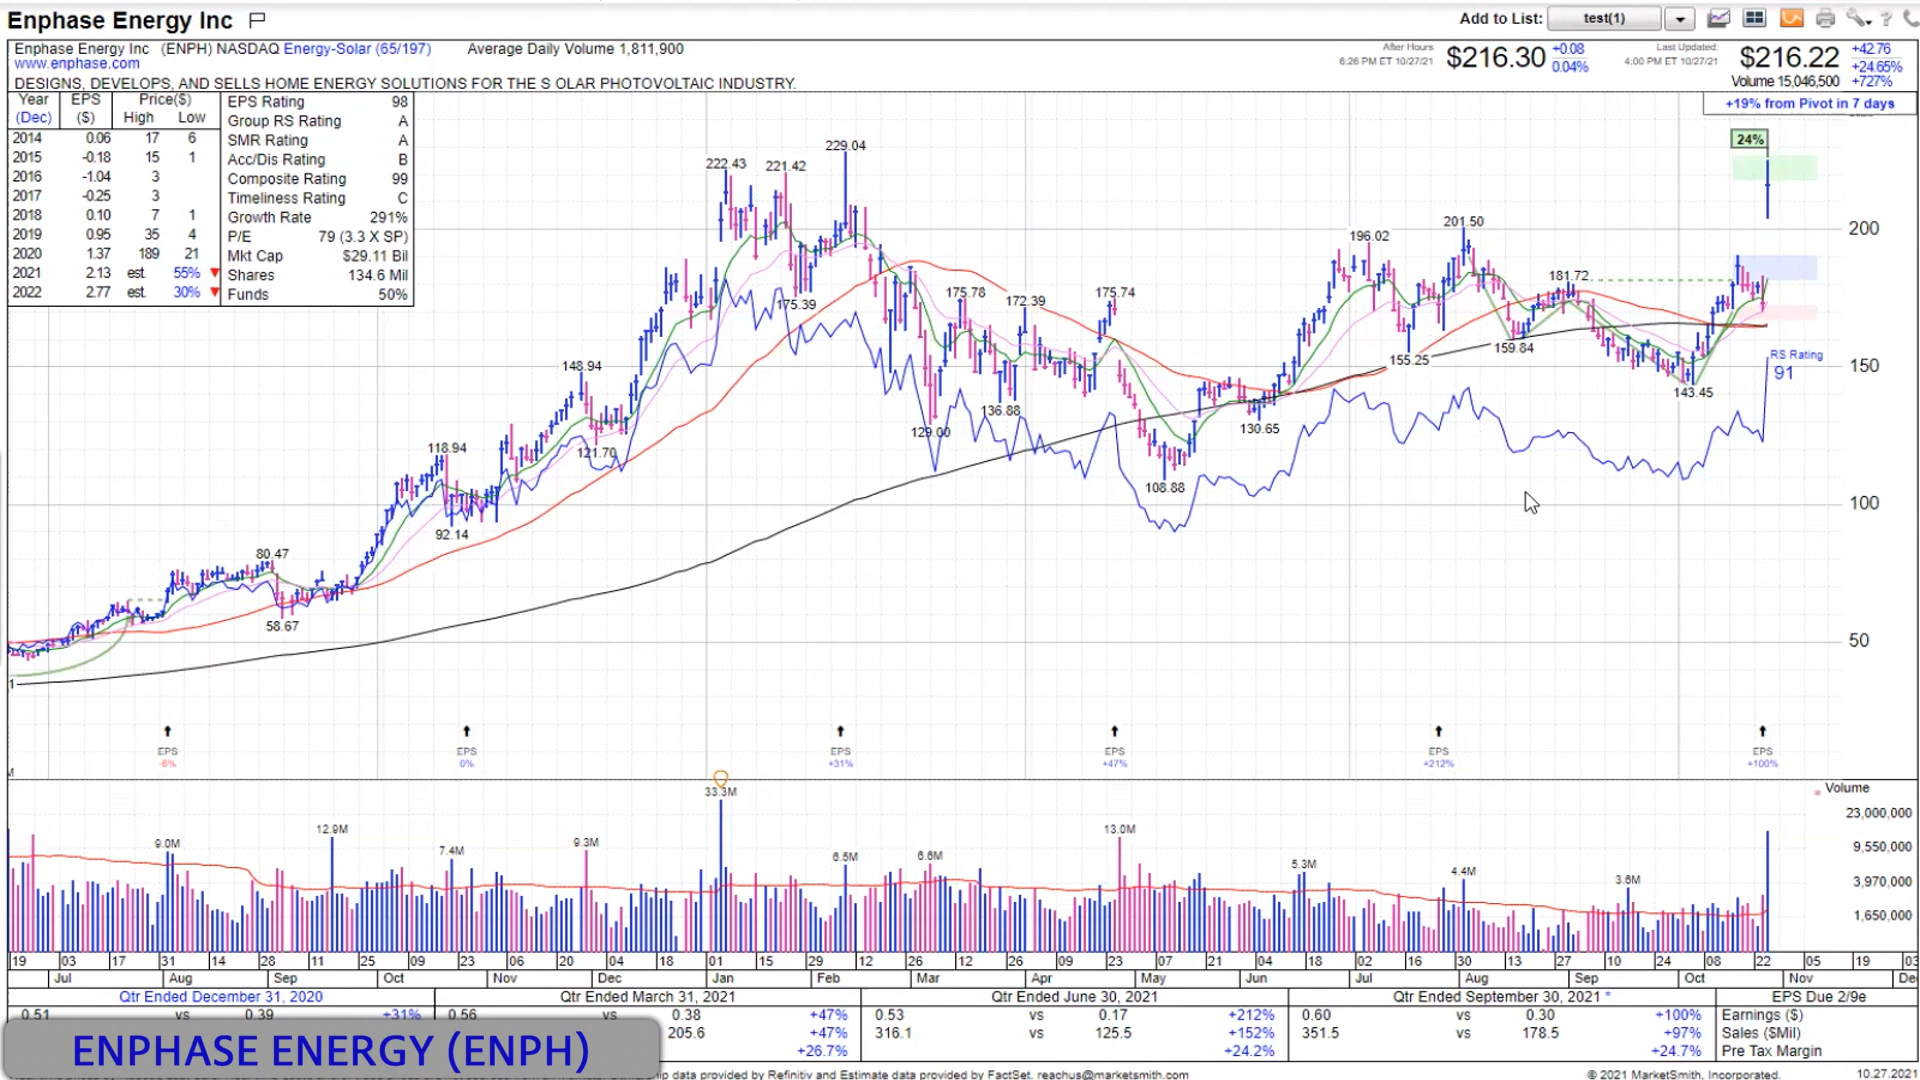 Enphase Energy Inc
Add to List: test(1)
Enphase Energy Inc (ENPH) NASDAQ Energy-Solar (65/197) Average Daily Volume 1,811,900
www.enphase.com
DESIGNS, DEVELOPS, AND SELLS HOME ENERGY SOLUTIONS FOR THE S OLAR PHOTOVOLTAIC INDUSTRY.
After Hours
6:26 PM ET 10/27/21
$216.30
+0.08
0.04%
Last Updated:
4:00 PM ET 10/27/21
$216.22
+42.76
+24.65%
Volume 15,046,500 +727%
+19% from Pivot in 7 days
Year EPS Price($)
(Dec) ($) High Low
2014 0.06 17 6
2015 -0.18 15 1
2016 -1.04 3
2017 -0.25 3
2018 0.10 7 1
2019 0.95 35 4
2020 1.37 189 21
2021 2.13 est. 55%
2022 2.77 est. 30%
EPS Rating 98
Group RS Rating A
SMR Rating A
Acc/Dis Rating B
Composite Rating 99
Timeliness Rating C
Growth Rate 291%
P/E 79 (3.3 X SP)
Mkt Cap $29.11 Bil
Shares 134.6 Mil
Funds 50%
24%
229.04
222.43
221.42
201.50
200
196.02
181.72
175.78
172.39
175.74
175.39
155.25
159.84
RS Rating
91
150
148.94
143.45
136.88
129.00
130.65
118.94
121.70
108.88
100
92.14
80.47
58.67
50
1
EPS EPS EPS EPS EPS EPS
-6% 0% +31% +47% +212% +100%
Volume
33.3M
23,000,000
12.9M
13.0M
9.0M
9.3M
7.4M
9,550,000
6.5M
6.6M
5.3M
4.4M
3.6M
3,970,000
1,650,000
19 03 17 31 14 28 11 25 09 23 06 20 04 18 01 15 29 12 26 12 26 09 23 07 21 04 18 02 16 30 13 27 10 24 08 22 05 19 03
Jul Aug Sep Oct Nov Dec Jan Feb Mar Apr May Jun Jul Aug Sep Oct Nov De
Qtr Ended December 31, 2020 Qtr Ended March 31, 2021 Qtr Ended June 30, 2021 Qtr Ended September 30, 2021 * EPS Due 2/9e
0.51 vs 0.39 +31% 0.56 vs 0.38 +47% 0.53 vs 0.17 +212% 0.60 vs 0.30 +100% Earnings ($)
205.6 +47% 316.1 vs 125.5 +152% 351.5 vs 178.5 +97% Sales ($Mil)
+26.7% +24.2% +24.7% Pre Tax Margin
ENPHASE ENERGY (ENPH)
data provided by Refinitiv and Estimate data provided by FactSet. reachus@marketsmith.com
© 2021 MarketSmith, Incorporated. 10.27.2021